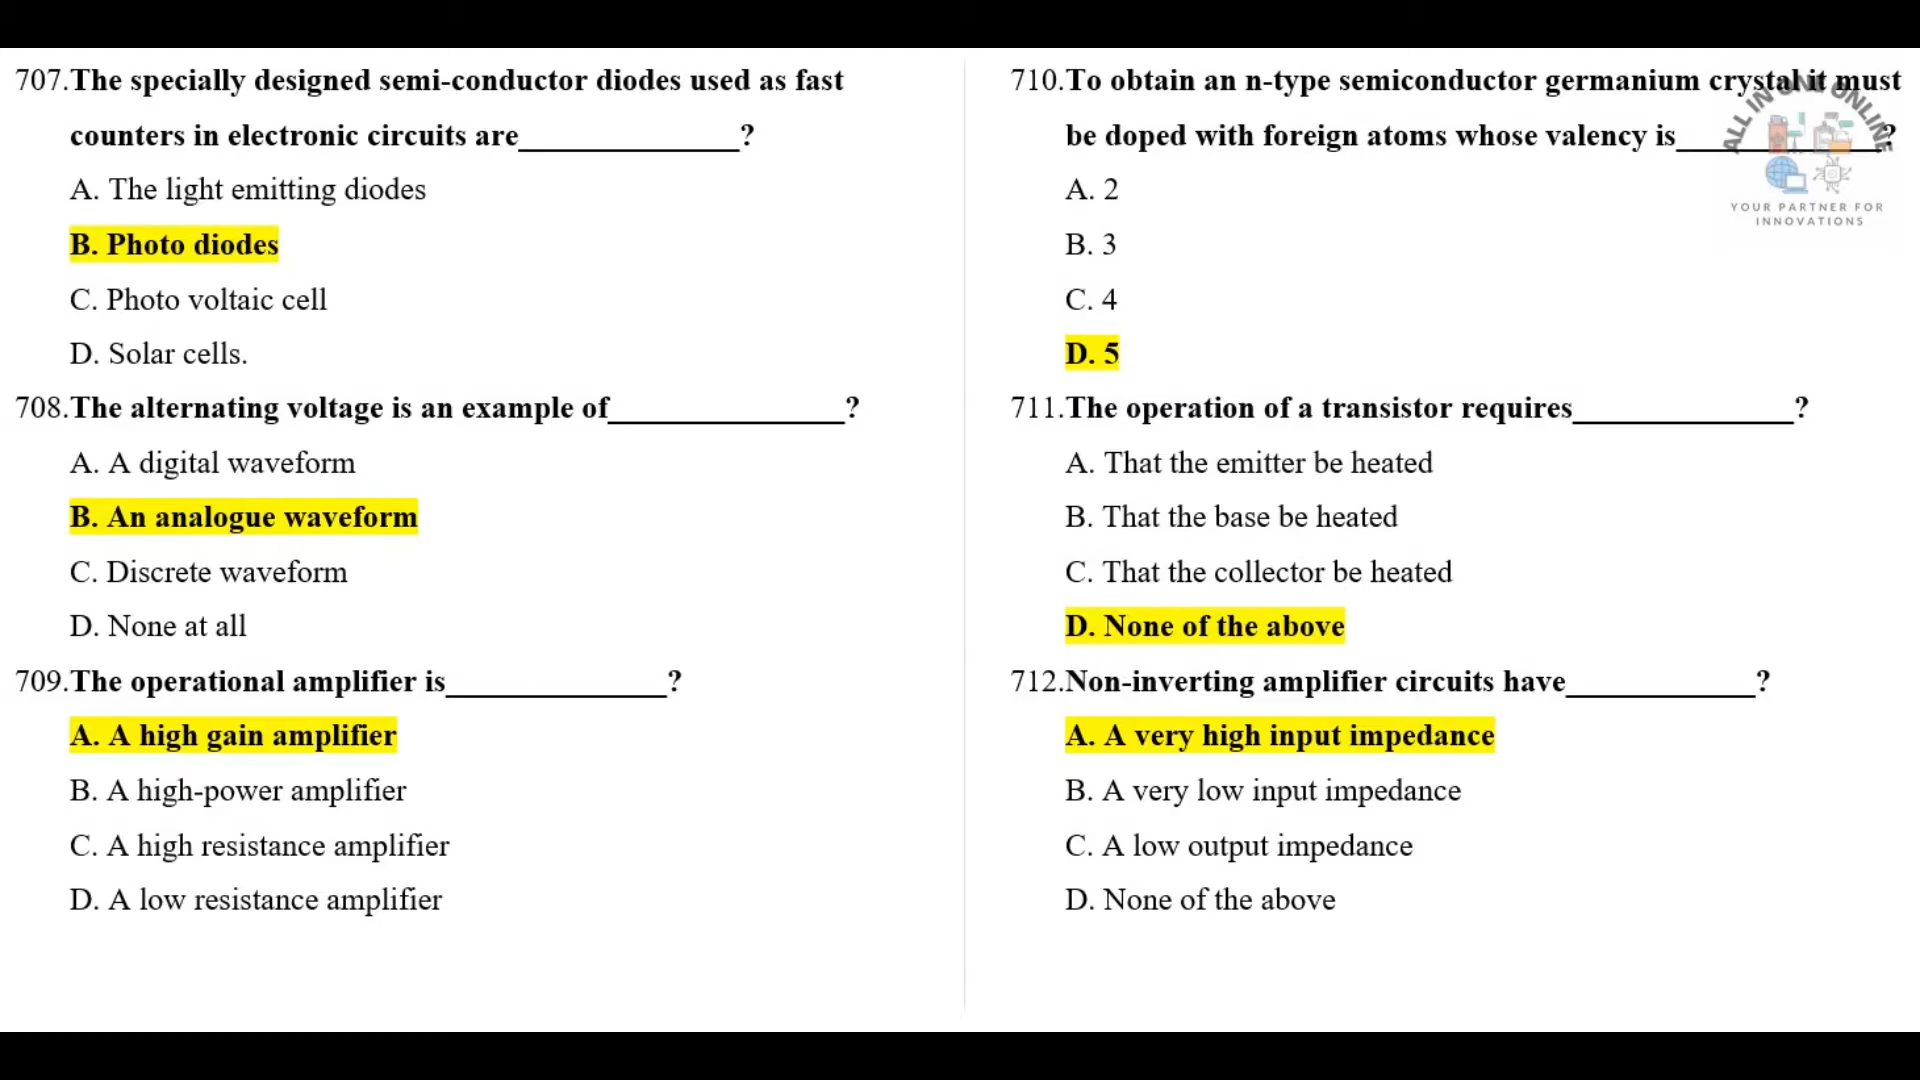 707.The specially designed semi-conductor diodes used as fast
counters in electronic circuits are______________?
A. The light emitting diodes
B. Photo diodes
C. Photo voltaic cell
D. Solar cells.
708.The alternating voltage is an example of_______________?
A. A digital waveform
B. An analogue waveform
C. Discrete waveform
D. None at all
709.The operational amplifier is______________?
A. A high gain amplifier
B. A high-power amplifier
C. A high resistance amplifier
D. A low resistance amplifier
710.To obtain an n-type semiconductor germanium crystal it must
be doped with foreign atoms whose valency is_____________?
A. 2
B. 3
C. 4
D. 5
711.The operation of a transistor requires______________?
A. That the emitter be heated
B. That the base be heated
C. That the collector be heated
D. None of the above
712.Non-inverting amplifier circuits have____________?
A. A very high input impedance
B. A very low input impedance
C. A low output impedance
D. None of the above
ALL IN ONE ONLINE
YOUR PARTNER FOR
INNOVATIONS